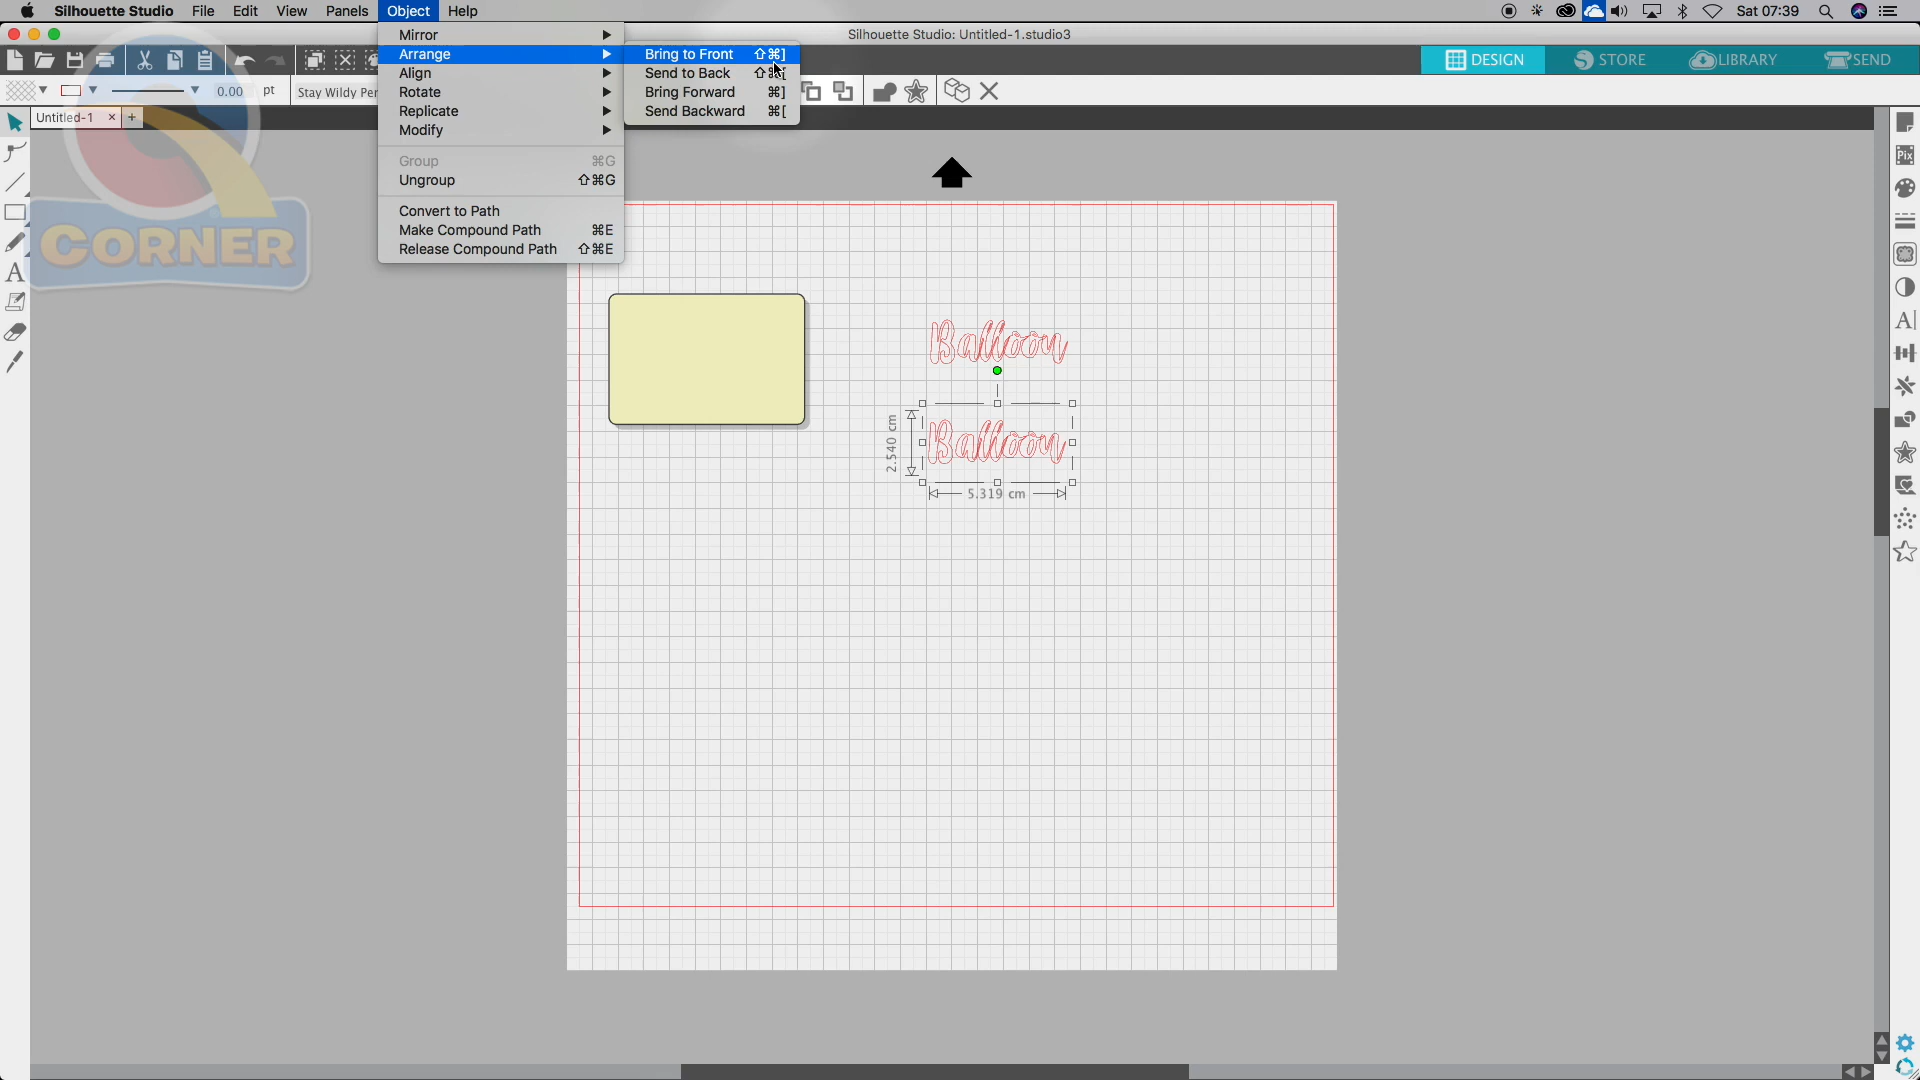 Silhouette Studio File Edit View Panels Object Help Sat 07:39
Silhouette Studio: Untitled-1.studio3
Mirror
Arrange
Align
Rotate
Replicate
Modify
Group ⌘G
Ungroup ⇧⌘G
Convert to Path
Make Compound Path ⌘E
Release Compound Path ⇧⌘E
Bring to Front ⇧⌘]
Send to Back ⇧⌘[
Bring Forward ⌘]
Send Backward ⌘[
DESIGN STORE LIBRARY SEND
0.00 pt Stay Wildy Per
Untitled-1
CORNER
Pix
Balloon
Balloon
2.540 cm
5.319 cm